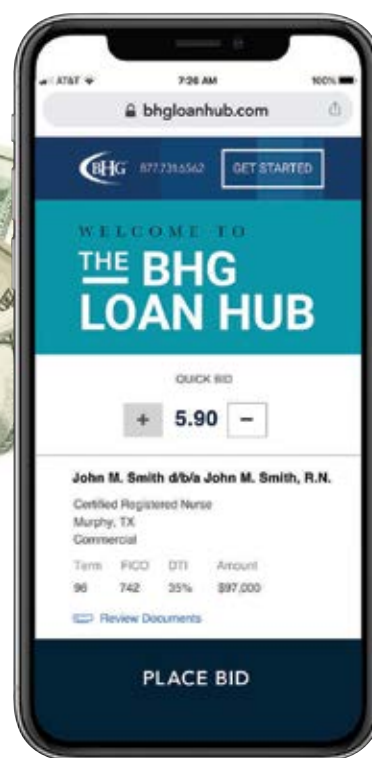 AT&T 7:26 AM 100%
bhgloanhub.com
BHG 877.731.6562 GET STARTED
WELCOME TO
THE BHG
LOAN HUB
QUICK BID
+ 5.90 −
John M. Smith d/b/a John M. Smith, R.N.
Certified Registered Nurse
Murphy, TX
Commercial
Term FICO DTI Amount
96 742 35% $97,000
Review Documents
PLACE BID